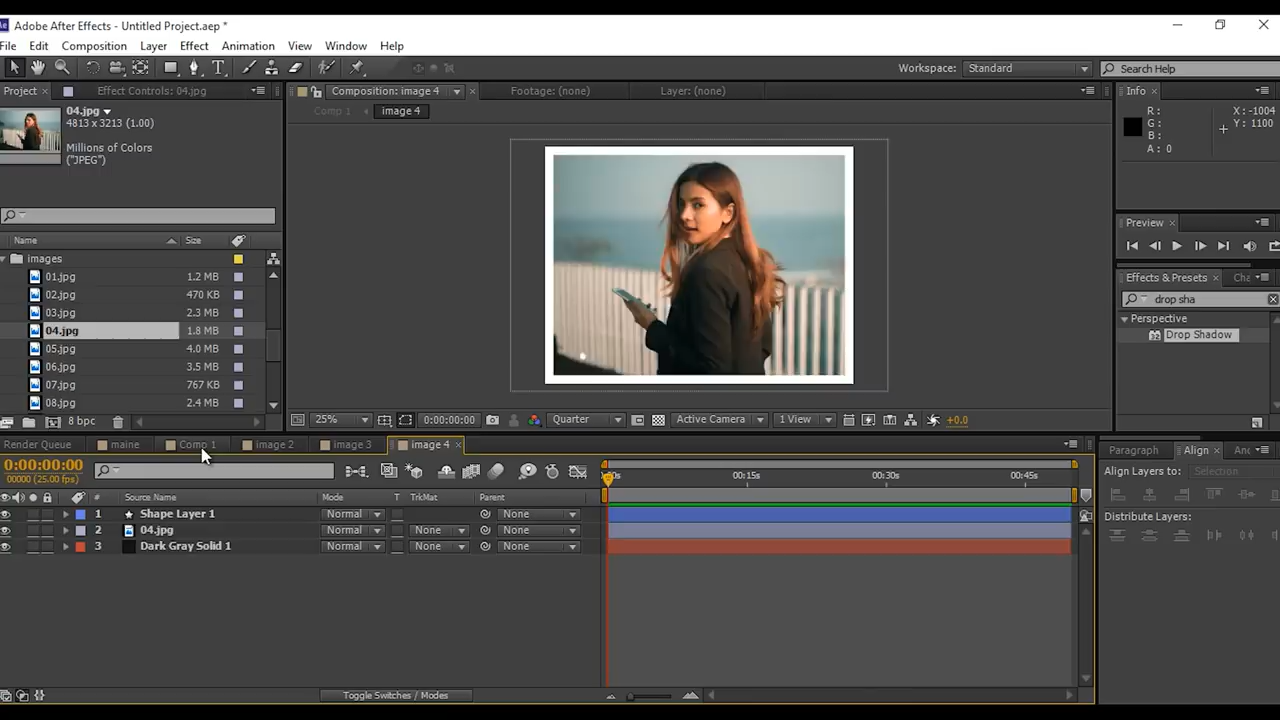 Ae Adobe After Effects - Untitled Project.aep *
File Edit Composition Layer Effect Animation View Window Help
Workspace: Standard Search Help
Project × Effect Controls: 04.jpg
Composition: image 4 × Footage: (none) Layer: (none)
Info ×
04.jpg
4813 x 3213 (1.00)
Millions of Colors
("JPEG")
Comp 1 image 4
R : X : -1004
G : Y : 1100
B :
A : 0
Preview ×
Name Size
images
01.jpg 1.2 MB
02.jpg 470 KB
03.jpg 2.3 MB
04.jpg 1.8 MB
05.jpg 4.0 MB
06.jpg 3.5 MB
07.jpg 767 KB
08.jpg 2.4 MB
8 bpc
Effects & Presets × Cha
drop sha
Perspective
Drop Shadow
25% 0:00:00:00 Quarter Active Camera 1 View +0.0
Render Queue maine Comp 1 image 2 image 3 image 4 ×
0:00:00:00
00000 (25.00 fps)
# Source Name Mode T TrkMat Parent
1 Shape Layer 1 Normal None
2 04.jpg Normal None None
3 Dark Gray Solid 1 Normal None None
00s 00:15s 00:30s 00:45s
Toggle Switches / Modes
Paragraph Align ×
Align Layers to: Selection
Distribute Layers: